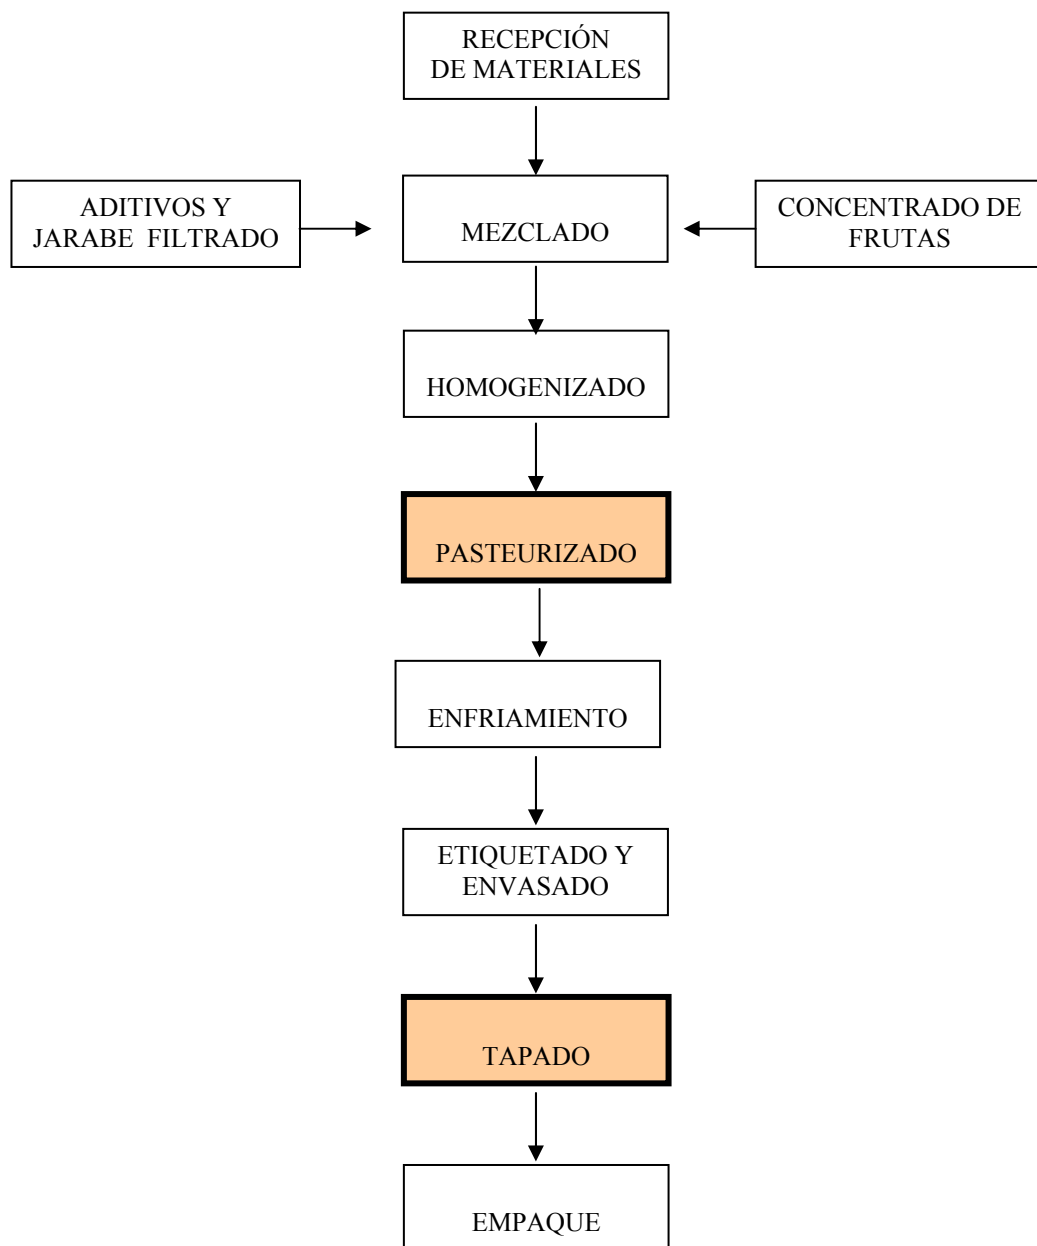 RECEPCIÓN
DE MATERIALES
ADITIVOS Y
JARABE FILTRADO
MEZCLADO
CONCENTRADO DE
FRUTAS
HOMOGENIZADO
PASTEURIZADO
ENFRIAMIENTO
ETIQUETADO Y
ENVASADO
TAPADO
EMPAQUE